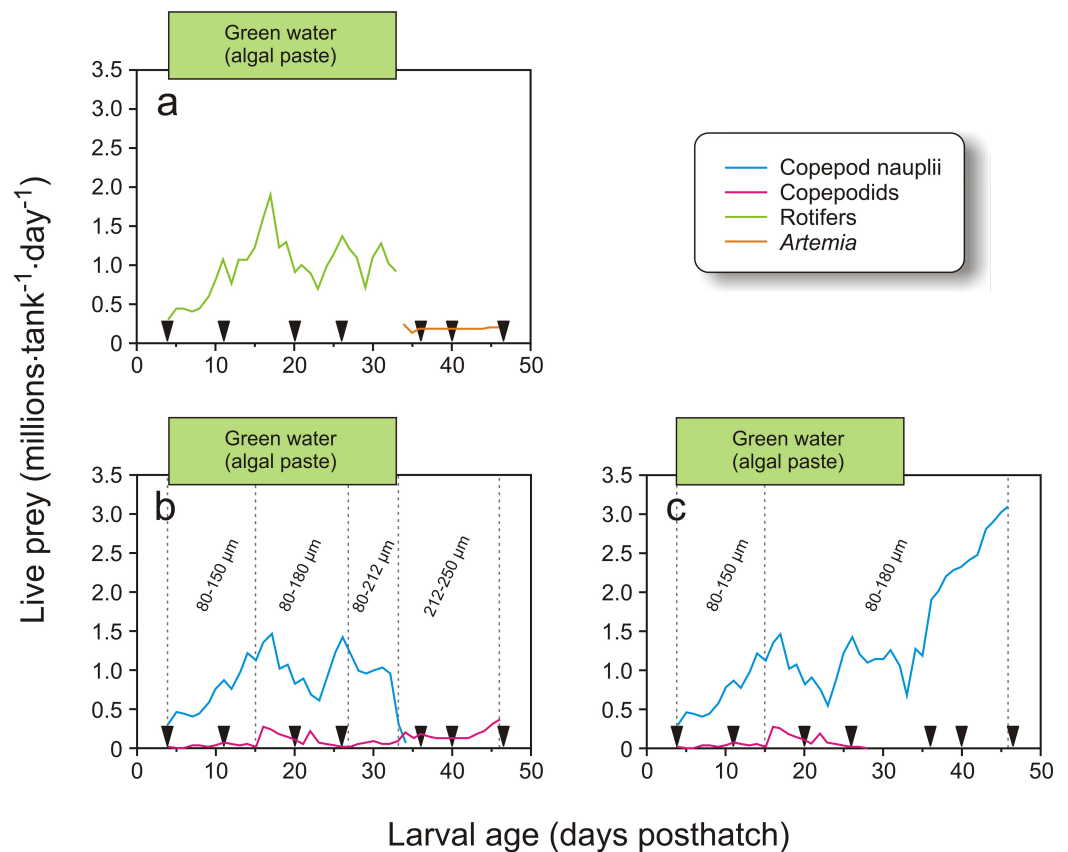 Green water
(algal paste)
3.5
3.0
2.5
2.0
1.5
1.0
0.5
0
a
0 10 20 30 40 50
Copepod nauplii
Copepodids
Rotifers
Artemia
Live prey (millions·tank⁻¹·day⁻¹)
Green water
(algal paste)
3.5
3.0
2.5
2.0
1.5
1.0
0.5
0
b
80-150 µm
80-180 µm
80-212 µm
212-250 µm
0 10 20 30 40 50
Green water
(algal paste)
3.5
3.0
2.5
2.0
1.5
1.0
0.5
0
c
80-150 µm
80-180 µm
0 10 20 30 40 50
Larval age (days posthatch)